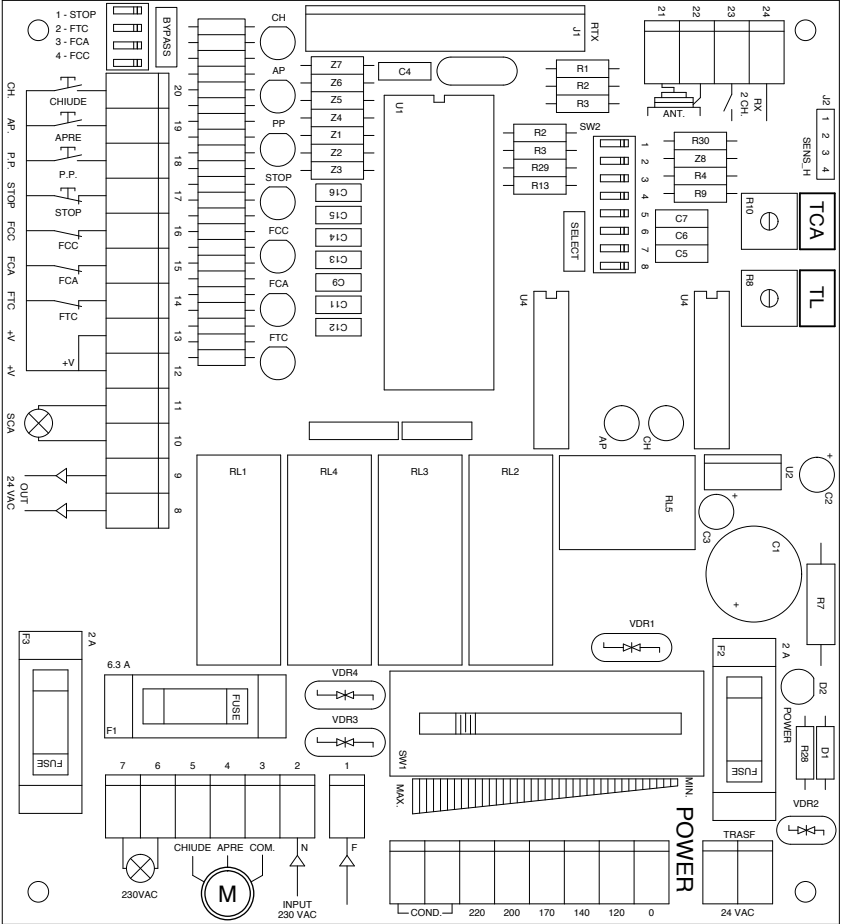 1 - STOP
2 - FTC
3 - FCA
4 - FCC
BYPASS
CH
AP
PP
STOP
FCC
FCA
FTC
J1
RTX
21
22
23
24
ANT.
2 CH.
RX
J2
1 2 3 4
SENS_H
CH.
AP.
P.P.
STOP
FCC
FCA
FTC
+V
+V
SCA
24 VAC
OUT
CHIUDE
APRE
P.P.
STOP
FCC
FCA
FTC
+V
20
19
18
17
16
15
14
13
12
11
10
9
8
Z7
Z6
Z5
Z4
Z1
Z2
Z3
C16
C15
C14
C13
C9
C11
C12
C4
U1
R1
R2
R3
R2
R3
R29
R13
SW2
1
2
3
4
5
6
7
8
SELECT
R30
Z8
R4
R9
C7
C6
C5
R10
TCA
R8
TL
U4
U4
AP
CH
RL1
RL4
RL3
RL2
RL5
U2
+
C2
+
C3
C1
+
R7
F3
2 A
FUSE
6.3 A
F1
FUSE
VDR4
VDR3
VDR1
SW1
MAX.
MIN.
POWER
F2
2 A
FUSE
D2
POWER
R28
D1
VDR2
7 6 5 4 3 2 1
CHIUDE APRE COM. N F
230VAC
M
INPUT
230 VAC
COND. 220 200 170 140 120 0
TRASF
24 VAC